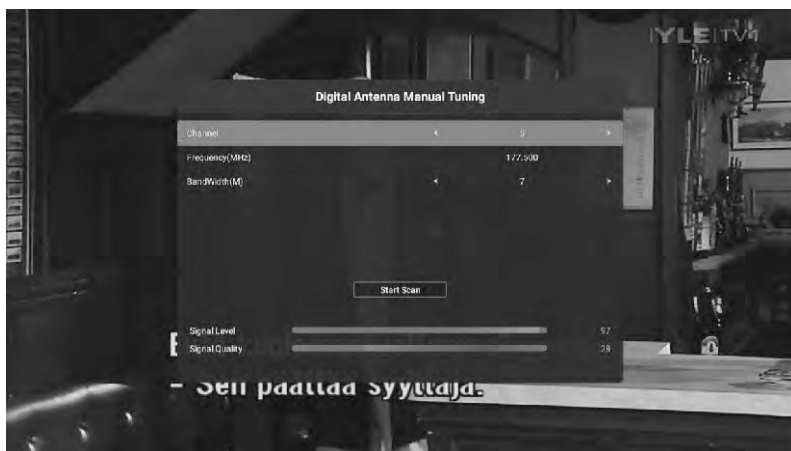 YLE TV1
Digital Antenna Manual Tuning
Channel 5
Frequency(MHz) 177.500
BandWidth(M) 7
Start Scan
Signal Level 97
Signal Quality
- Sen päättää syyttäjä.